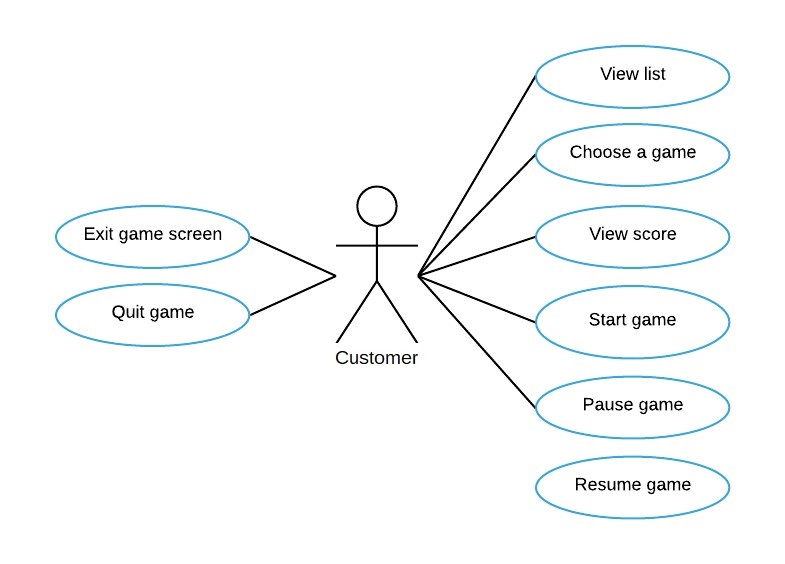 View list
Choose a game
Exit game screen
View score
Quit game
Start game
Customer
Pause game
Resume game